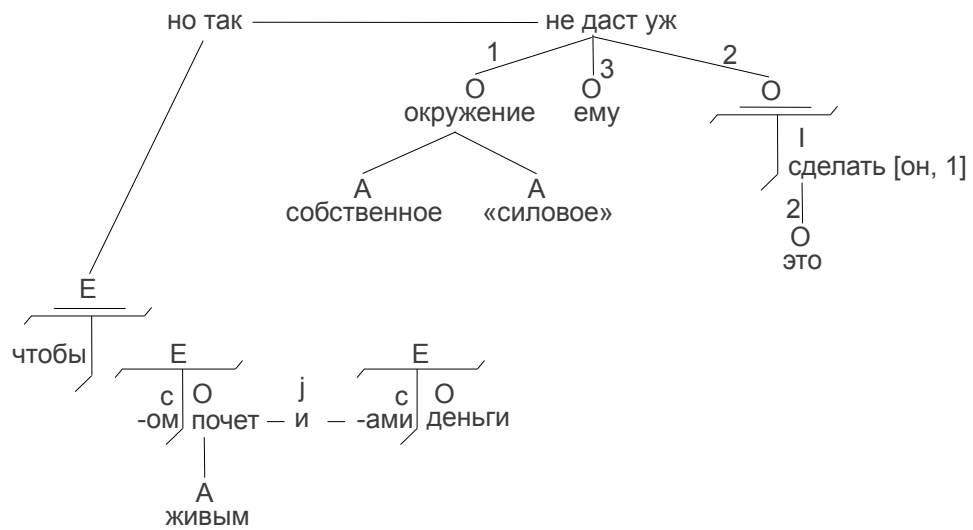 но так не даст уж
1 3 2
О О О
окружение ему
I
сделать [он, 1]
А А
собственное «силовое»
2
О
это
Е
чтобы
Е Е
с О j с О
-ом почет – и – -ами деньги
А
живым